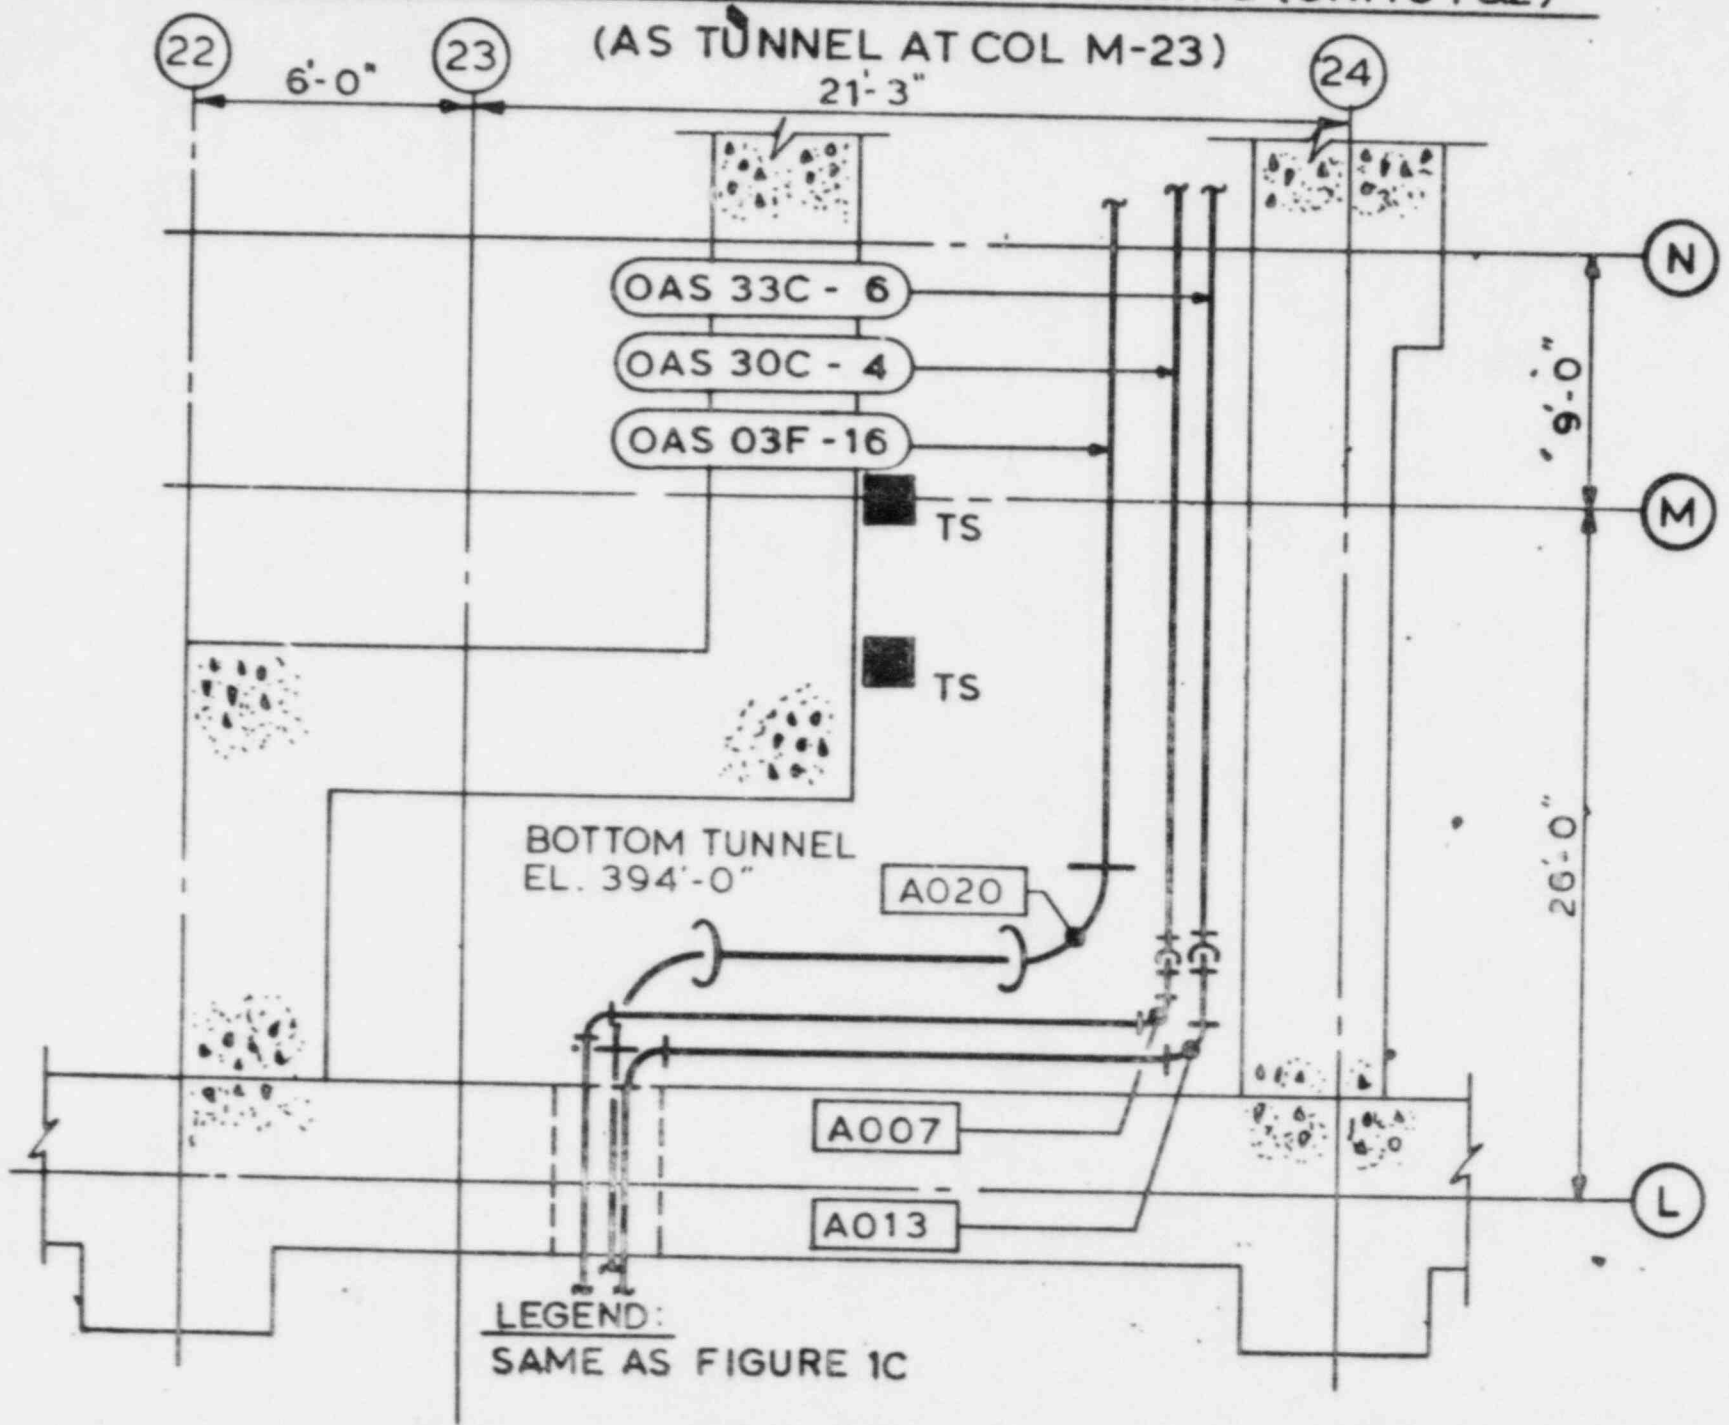 (AS TUNNEL AT COL M-23)
22
23
24
6'-0"
21'-3"
N
OAS 33C - 6
OAS 30C - 4
OAS 03F - 16
9'-0"
M
TS
TS
BOTTOM TUNNEL
EL. 394'-0"
A020
26'-0"
A007
A013
L
LEGEND:
SAME AS FIGURE 1C